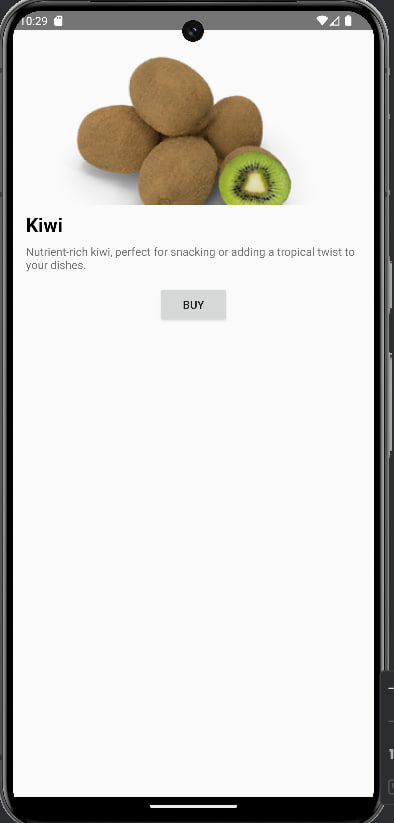 10:29
Kiwi
Nutrient-rich kiwi, perfect for snacking or adding a tropical twist to
your dishes.
BUY